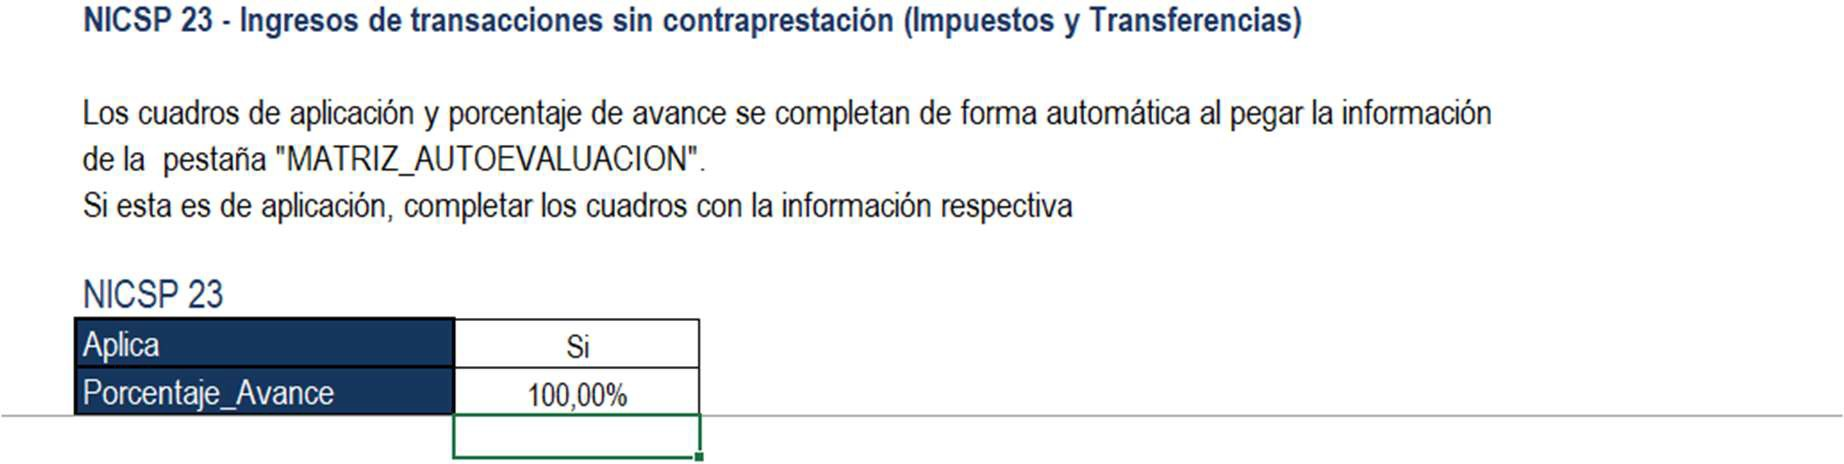 NICSP 23 - Ingresos de transacciones sin contraprestación (Impuestos y Transferencias)
Los cuadros de aplicación y porcentaje de avance se completan de forma automática al pegar la información
de la  pestaña "MATRIZ_AUTOEVALUACION".
Si esta es de aplicación, completar los cuadros con la información respectiva
NICSP 23
Aplica Si
Porcentaje_Avance 100,00%